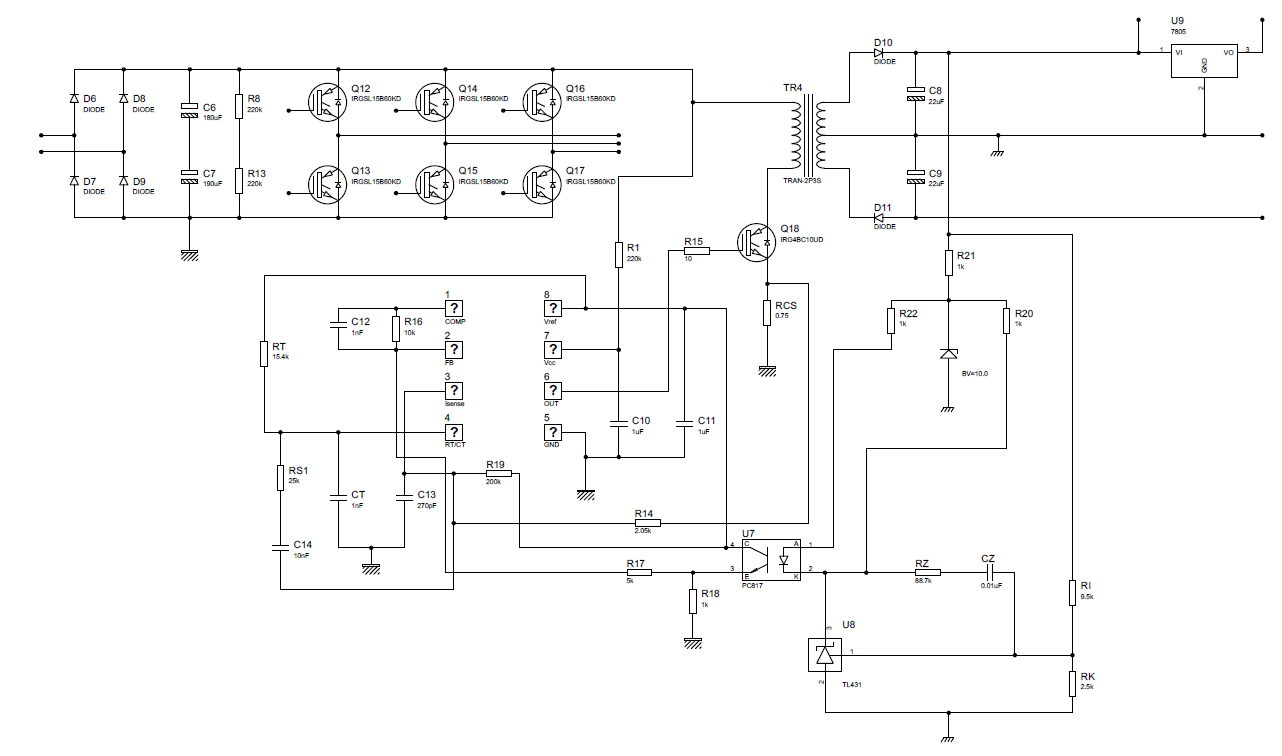 U9
7805
1
VI
VO
3
GND
2
D10
DIODE
TR4
TRAN-2P3S
C8
22uF
C9
22uF
D11
DIODE
D6
DIODE
D8
DIODE
C6
180uF
R8
220k
Q12
IRGSL15B60KD
Q14
IRGSL15B60KD
Q16
IRGSL15B60KD
D7
DIODE
D9
DIODE
C7
190uF
R13
220k
Q13
IRGSL15B60KD
Q15
IRGSL15B60KD
Q17
IRGSL15B60KD
Q18
IRG4BC10UD
R1
220k
R15
10
R21
1k
RCS
0.75
R22
1k
R20
1k
BV=10.0
1
?
COMP
8
?
Vref
C12
1nF
R16
10k
2
?
FB
7
?
Vcc
RT
15.4k
3
?
Isense
6
?
OUT
4
?
RT/CT
5
?
GND
C10
1uF
C11
1uF
RS1
25k
CT
1nF
C13
270pF
R19
200k
C14
10nF
R14
2.05k
U7
4
C
A
1
3
E
K
2
PC817
R17
5k
R18
1k
RZ
88.7k
CZ
0.01uF
RI
9.5k
U8
3
1
2
TL431
RK
2.5k